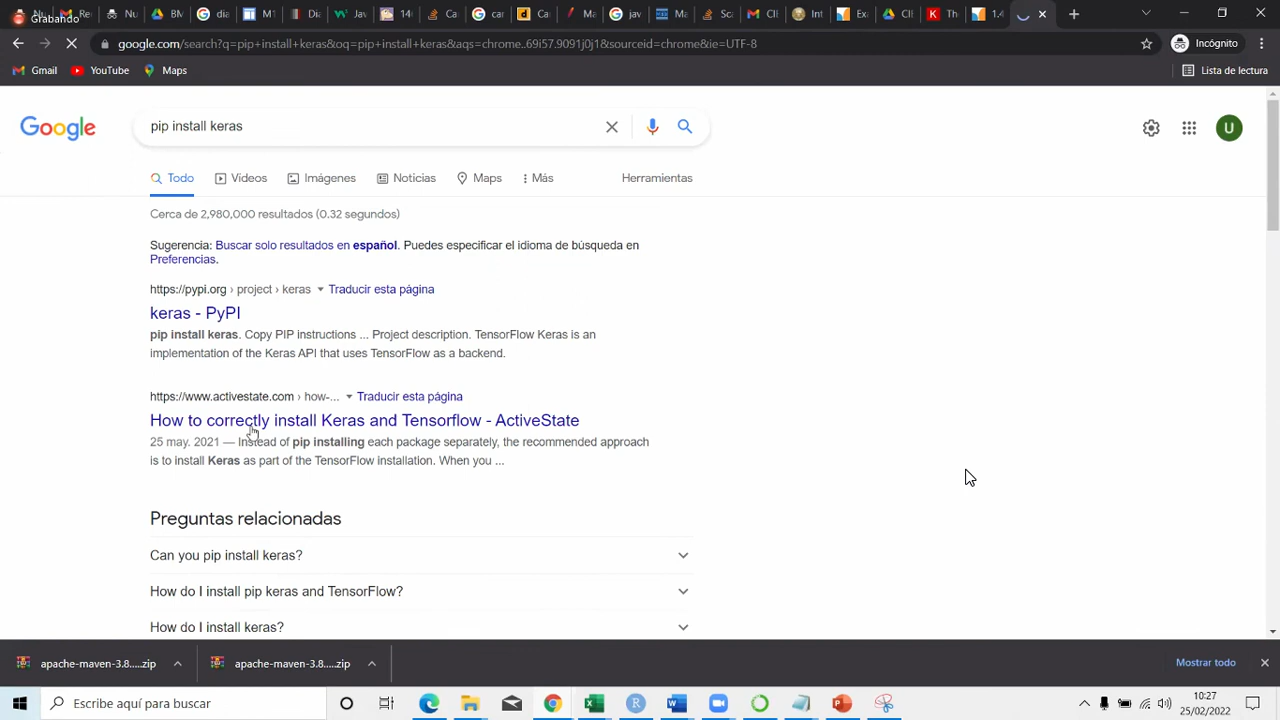 google.com/search?q=pip+install+keras&oq=pip+install+keras&aqs=chrome..69i57.9091j0j1&sourceid=chrome&ie=UTF-8
Incógnito
Gmail YouTube Maps
Lista de lectura
Google
pip install keras
U
Todo Videos Imágenes Noticias Maps Más Herramientas
Cerca de 2,980,000 resultados (0.32 segundos)
Sugerencia: Buscar solo resultados en español. Puedes especificar el idioma de búsqueda en
Preferencias.
https://pypi.org › project › keras Traducir esta página
keras - PyPI
pip install keras. Copy PIP instructions ... Project description. TensorFlow Keras is an
implementation of the Keras API that uses TensorFlow as a backend.
https://www.activestate.com › how-... Traducir esta página
How to correctly install Keras and Tensorflow - ActiveState
25 may. 2021 — Instead of pip installing each package separately, the recommended approach
is to install Keras as part of the TensorFlow installation. When you ...
Preguntas relacionadas
Can you pip install keras?
How do I install pip keras and TensorFlow?
How do I install keras?
apache-maven-3.8.....zip apache-maven-3.8.....zip Mostrar todo
Escribe aquí para buscar
10:27
25/02/2022